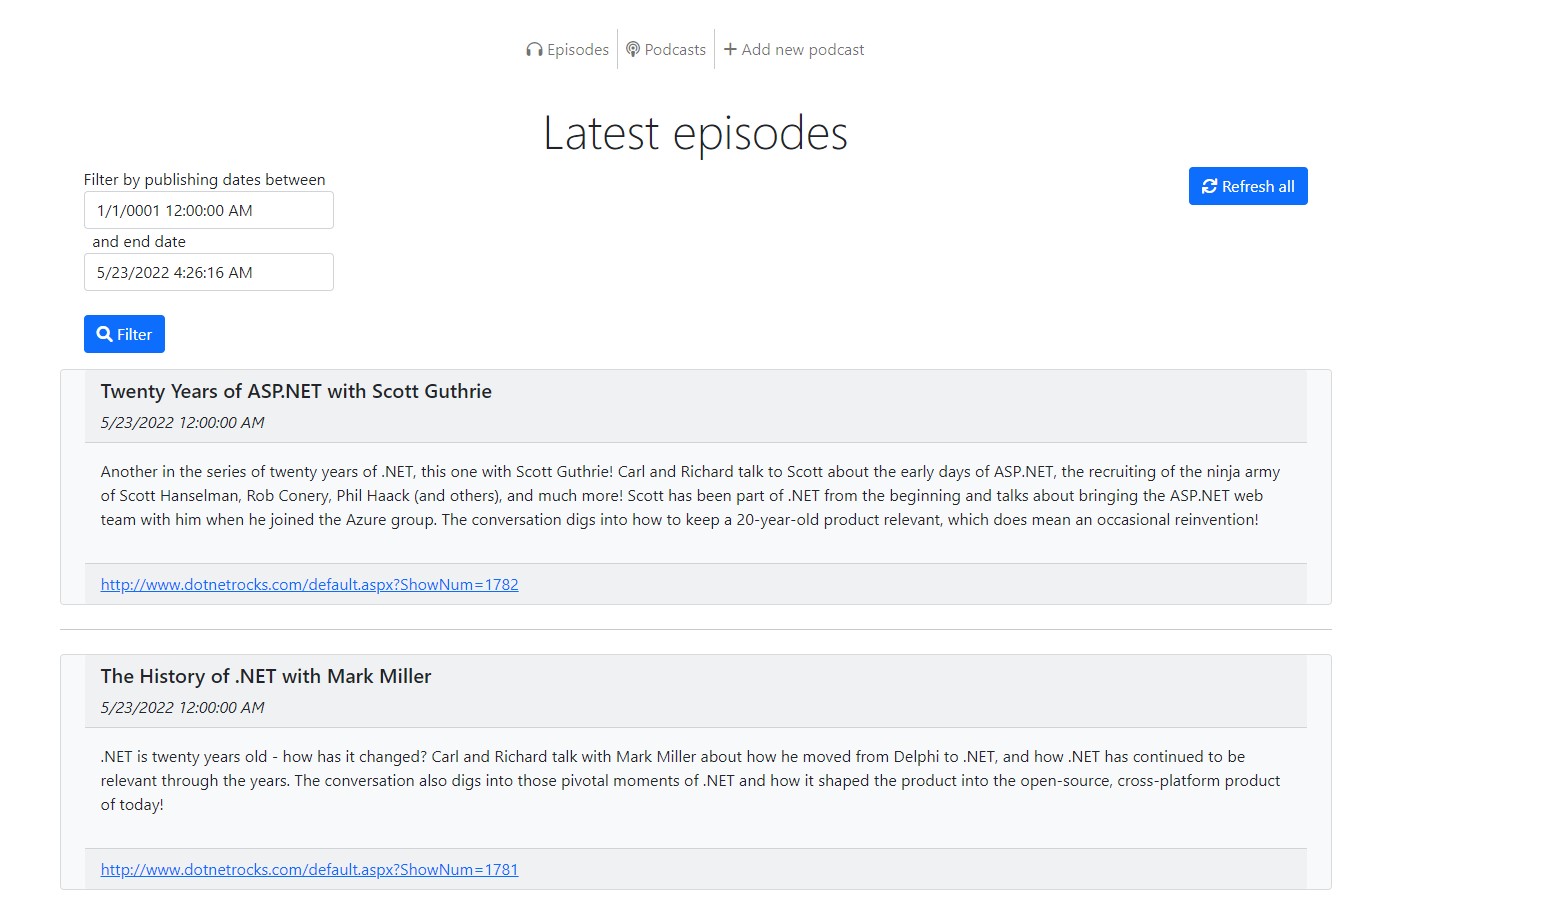 Episodes
Podcasts
Add new podcast
Latest episodes
Filter by publishing dates between
1/1/0001 12:00:00 AM
and end date
5/23/2022 4:26:16 AM
Refresh all
Filter
Twenty Years of ASP.NET with Scott Guthrie
5/23/2022 12:00:00 AM
Another in the series of twenty years of .NET, this one with Scott Guthrie! Carl and Richard talk to Scott about the early days of ASP.NET, the recruiting of the ninja army
of Scott Hanselman, Rob Conery, Phil Haack (and others), and much more! Scott has been part of .NET from the beginning and talks about bringing the ASP.NET web
team with him when he joined the Azure group. The conversation digs into how to keep a 20-year-old product relevant, which does mean an occasional reinvention!
http://www.dotnetrocks.com/default.aspx?ShowNum=1782
The History of .NET with Mark Miller
5/23/2022 12:00:00 AM
.NET is twenty years old - how has it changed? Carl and Richard talk with Mark Miller about how he moved from Delphi to .NET, and how .NET has continued to be
relevant through the years. The conversation also digs into those pivotal moments of .NET and how it shaped the product into the open-source, cross-platform product
of today!
http://www.dotnetrocks.com/default.aspx?ShowNum=1781